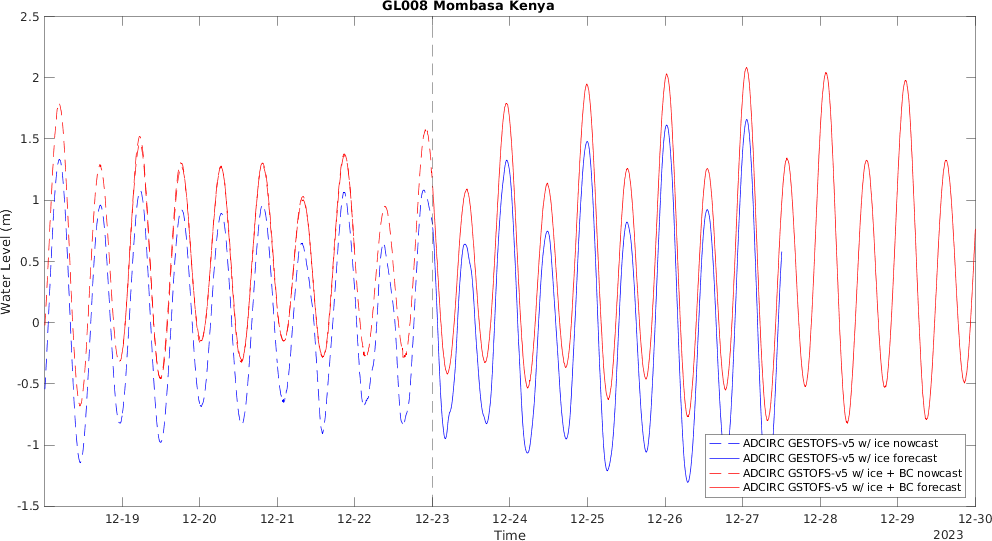 GL008 Mombasa Kenya
2.5
2
1.5
1
0.5
0
-0.5
-1
-1.5
Water Level (m)
ADCIRC GESTOFS-v5 w/ ice nowcast
ADCIRC GESTOFS-v5 w/ ice forecast
ADCIRC GSTOFS-v5 w/ ice + BC nowcast
ADCIRC GSTOFS-v5 w/ ice + BC forecast
12-19 12-20 12-21 12-22 12-23 12-24 12-25 12-26 12-27 12-28 12-29 12-30
Time
2023